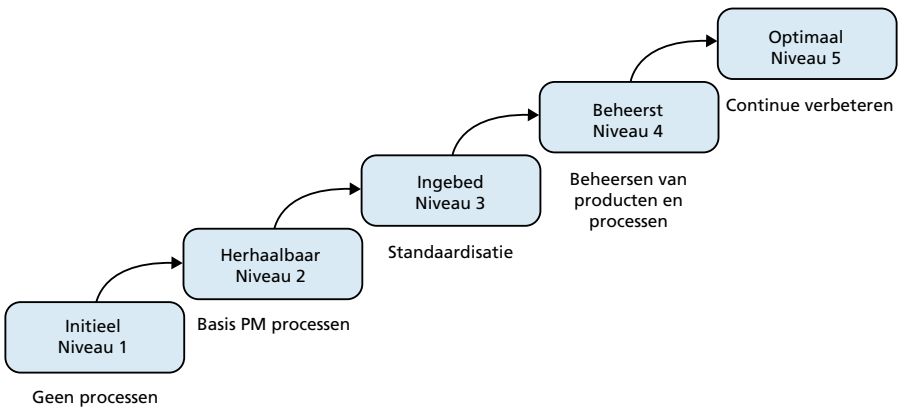 Optimaal
Niveau 5
Continue verbeteren
Beheerst
Niveau 4
Beheersen van
producten en
processen
Ingebed
Niveau 3
Standaardisatie
Herhaalbaar
Niveau 2
Basis PM processen
Initieel
Niveau 1
Geen processen